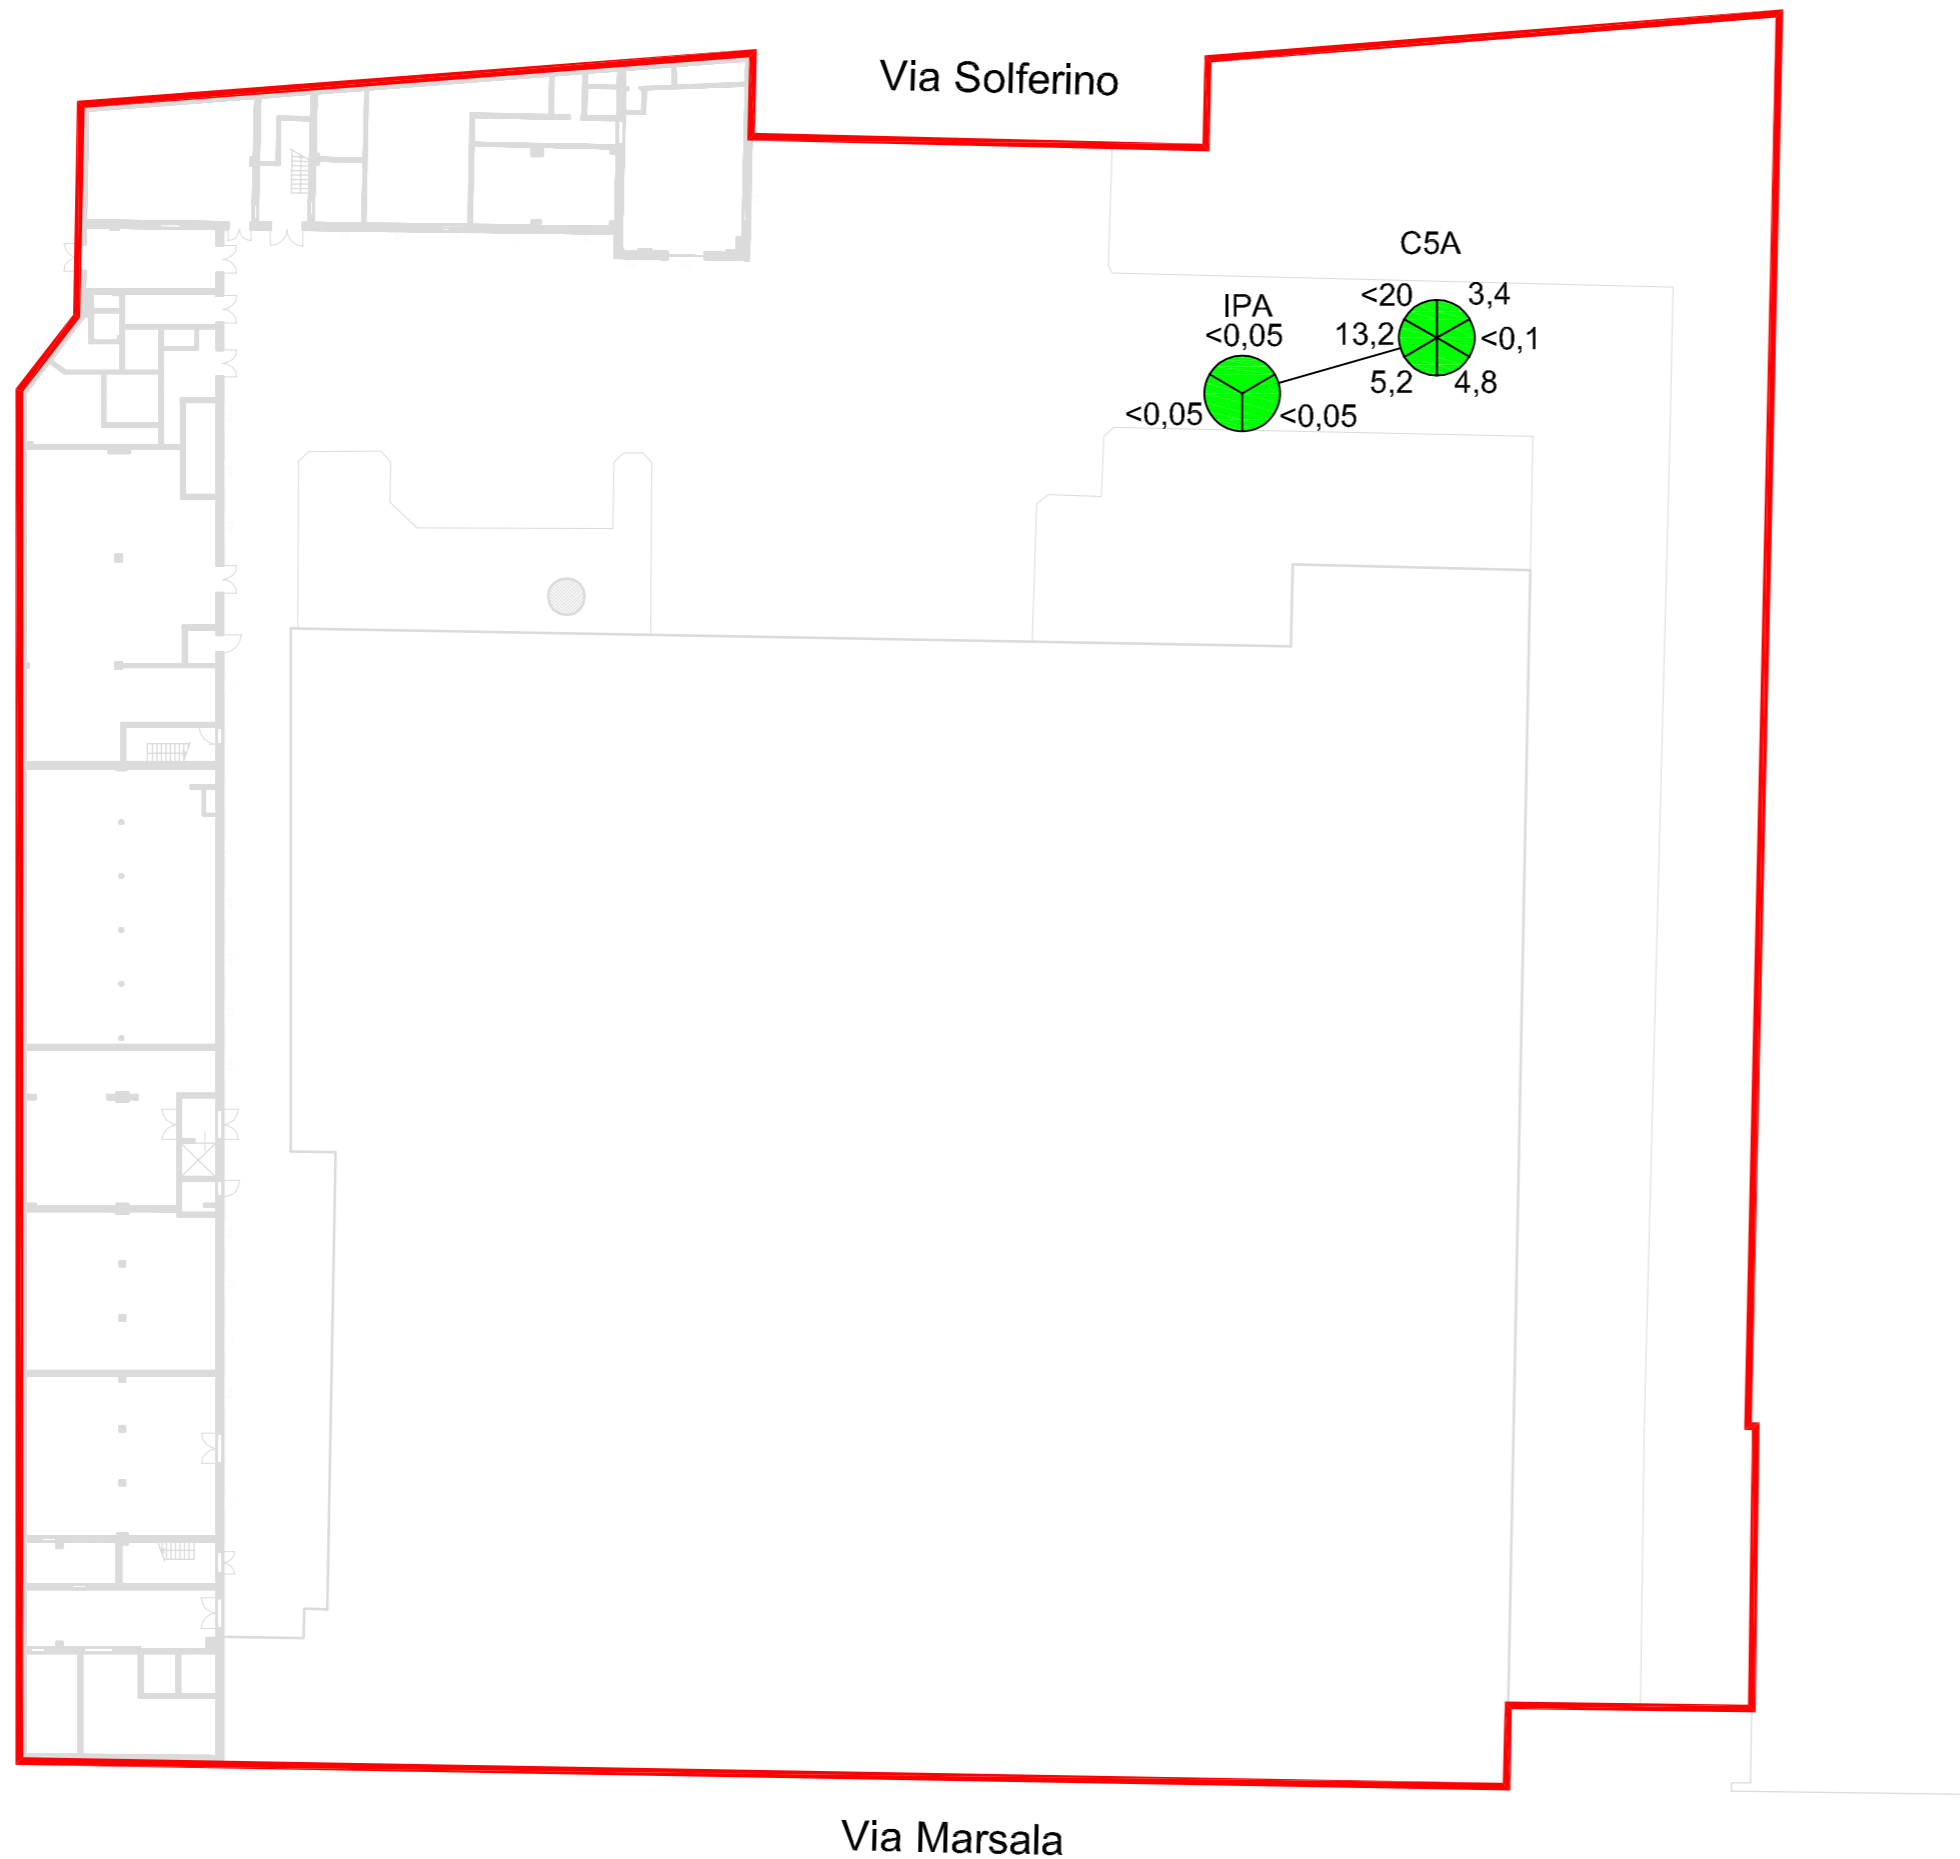 Via Solferino
C5A
<20 3,4
13,2 <0,1
5,2 4,8
IPA
<0,05
<0,05 <0,05
Via Marsala